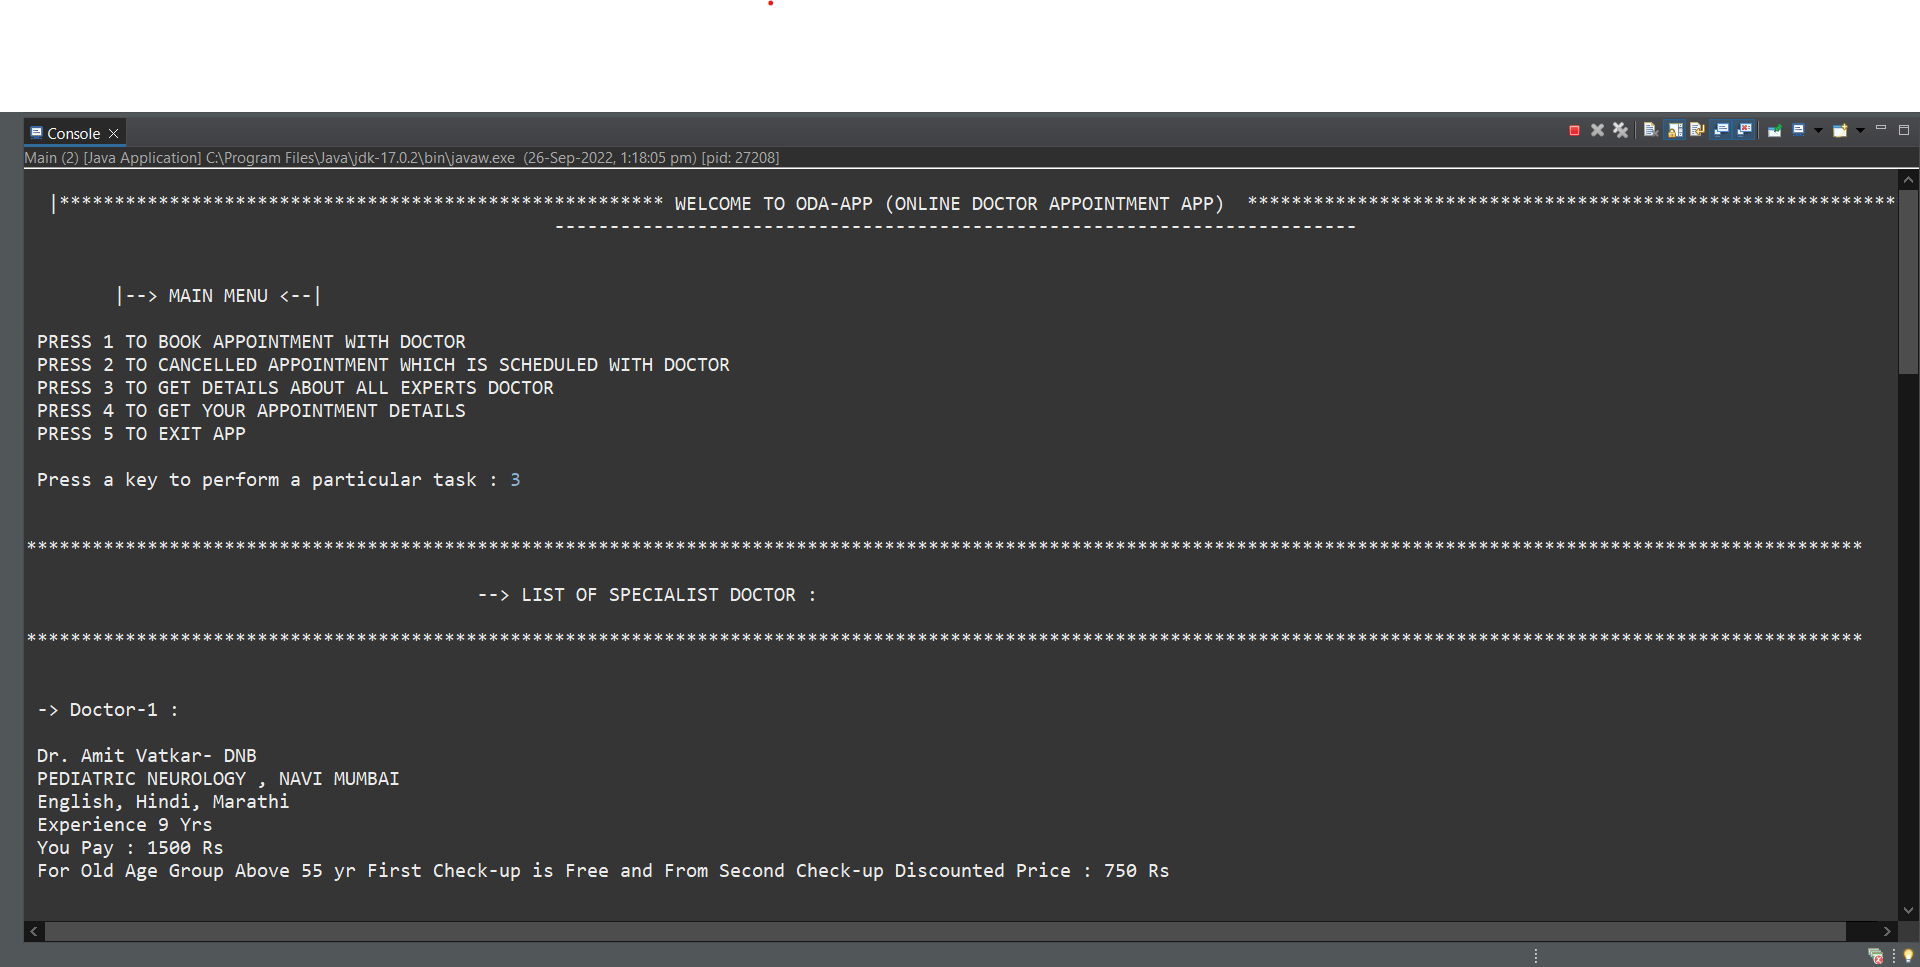 Console
Main (2) [Java Application] C:\Program Files\Java\jdk-17.0.2\bin\javaw.exe (26-Sep-2022, 1:18:05 pm) [pid: 27208]
|******************************************************* WELCOME TO ODA-APP (ONLINE DOCTOR APPOINTMENT APP) ***********************************************************
-------------------------------------------------------------------------
|--> MAIN MENU <--|
PRESS 1 TO BOOK APPOINTMENT WITH DOCTOR
PRESS 2 TO CANCELLED APPOINTMENT WHICH IS SCHEDULED WITH DOCTOR
PRESS 3 TO GET DETAILS ABOUT ALL EXPERTS DOCTOR
PRESS 4 TO GET YOUR APPOINTMENT DETAILS
PRESS 5 TO EXIT APP
Press a key to perform a particular task : 3
***********************************************************************************************************************************************************************
--> LIST OF SPECIALIST DOCTOR :
***********************************************************************************************************************************************************************
-> Doctor-1 :
Dr. Amit Vatkar- DNB
PEDIATRIC NEUROLOGY , NAVI MUMBAI
English, Hindi, Marathi
Experience 9 Yrs
You Pay : 1500 Rs
For Old Age Group Above 55 yr First Check-up is Free and From Second Check-up Discounted Price : 750 Rs